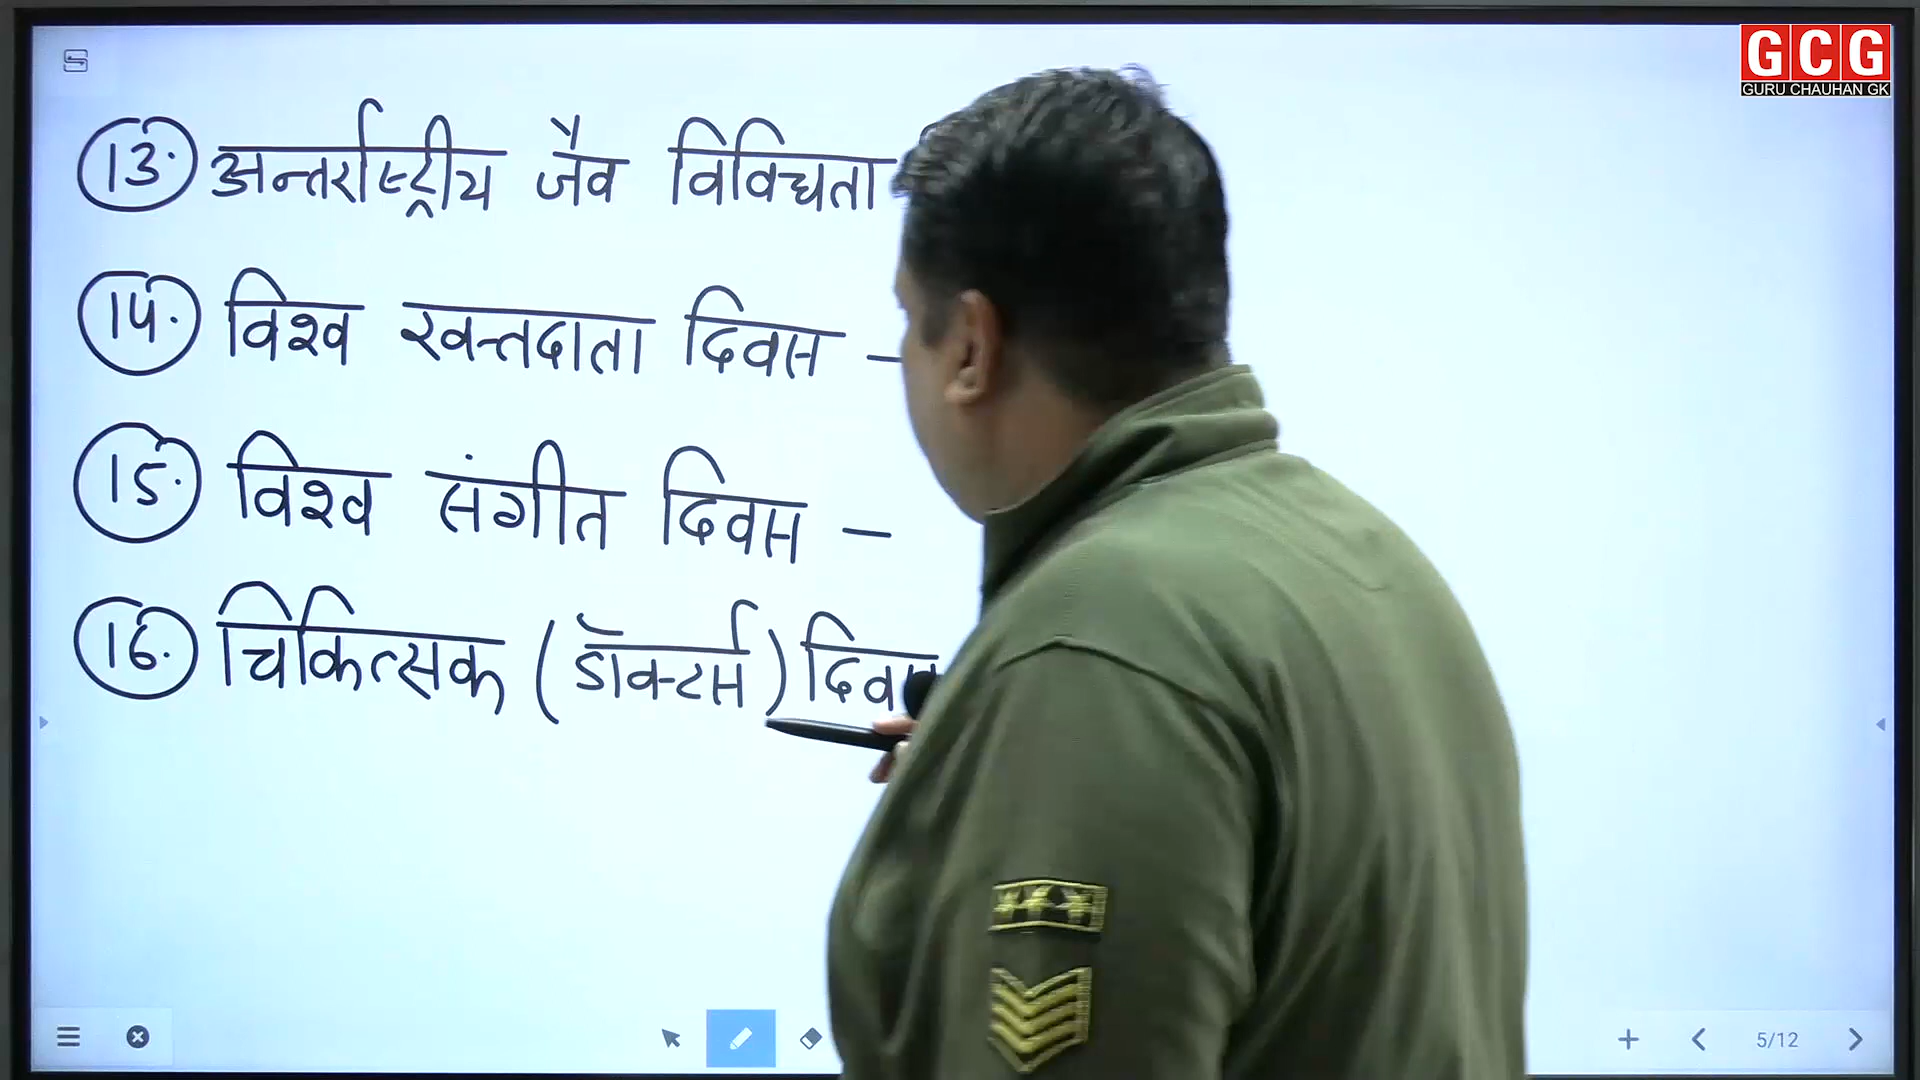 GCG
GURU CHAUHAN GK
13. अन्तर्राष्ट्रीय जैव विविधता
14. विश्व रक्तदाता दिवस –
15. विश्व संगीत दिवस –
16. चिकित्सक (डॉक्टर्स) दिवस
5/12